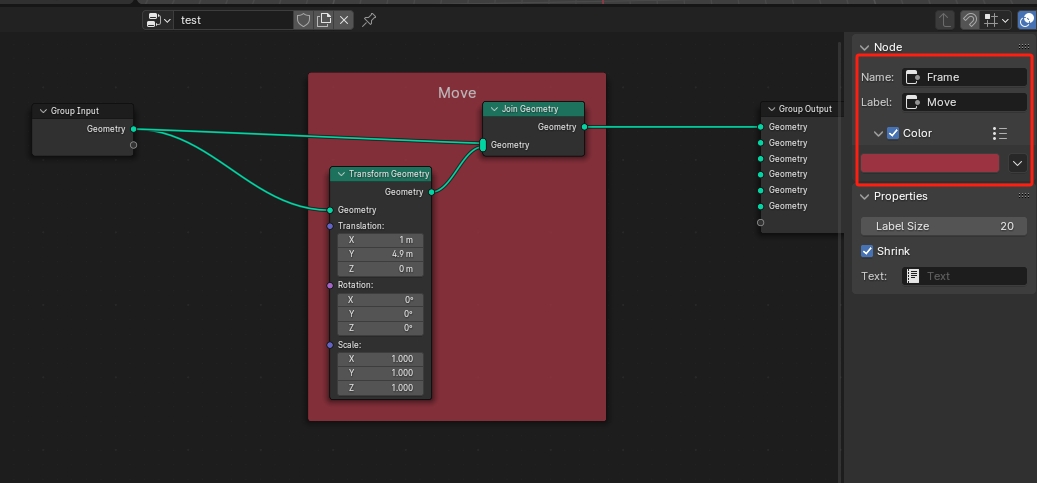 test
Node
Name: Frame
Label: Move
Color
Properties
Label Size 20
Shrink
Text: Text
Move
Group Input
Geometry
Join Geometry
Geometry
Geometry
Transform Geometry
Geometry
Geometry
Translation:
X 1 m
Y 4.9 m
Z 0 m
Rotation:
X 0°
Y 0°
Z 0°
Scale:
X 1.000
Y 1.000
Z 1.000
Group Output
Geometry
Geometry
Geometry
Geometry
Geometry
Geometry